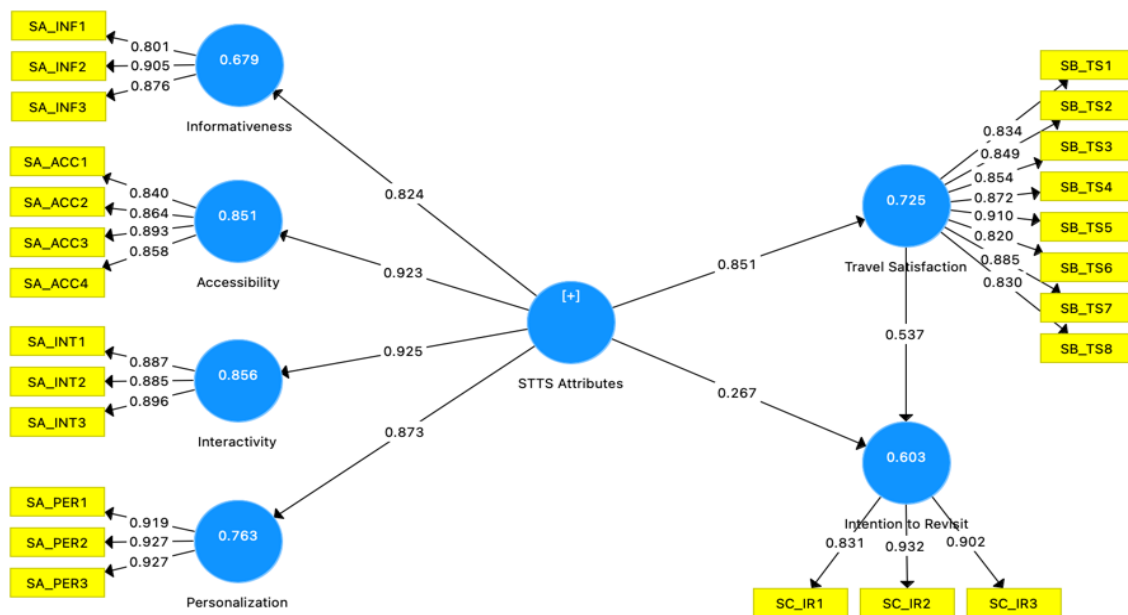 SA_INF1
SA_INF2
SA_INF3
0.801
0.905
0.876
0.679
Informativeness
SA_ACC1
SA_ACC2
SA_ACC3
SA_ACC4
0.840
0.864
0.893
0.858
0.851
Accessibility
SA_INT1
SA_INT2
SA_INT3
0.887
0.885
0.896
0.856
Interactivity
SA_PER1
SA_PER2
SA_PER3
0.919
0.927
0.927
0.763
Personalization
0.824
0.923
0.925
0.873
[+]
STTS Attributes
0.851
0.267
0.725
Travel Satisfaction
0.834
0.849
0.854
0.872
0.910
0.820
0.885
0.830
SB_TS1
SB_TS2
SB_TS3
SB_TS4
SB_TS5
SB_TS6
SB_TS7
SB_TS8
0.537
0.603
Intention to Revisit
0.831
0.932
0.902
SC_IR1
SC_IR2
SC_IR3